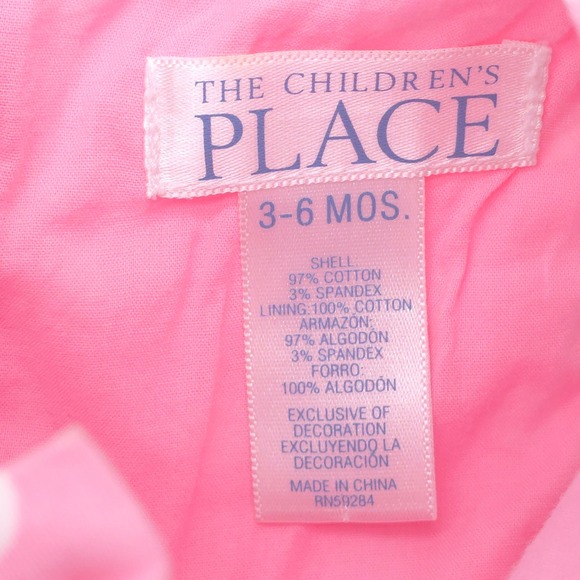 THE CHILDREN'S
PLACE
3-6 MOS.
SHELL:
97% COTTON
3% SPANDEX
LINING:100% COTTON
ARMAZÓN:
97% ALGODÓN
3% SPANDEX
FORRO:
100% ALGODÓN
EXCLUSIVE OF
DECORATION
EXCLUYENDO LA
DECORACIÓN
MADE IN CHINA
RN59284